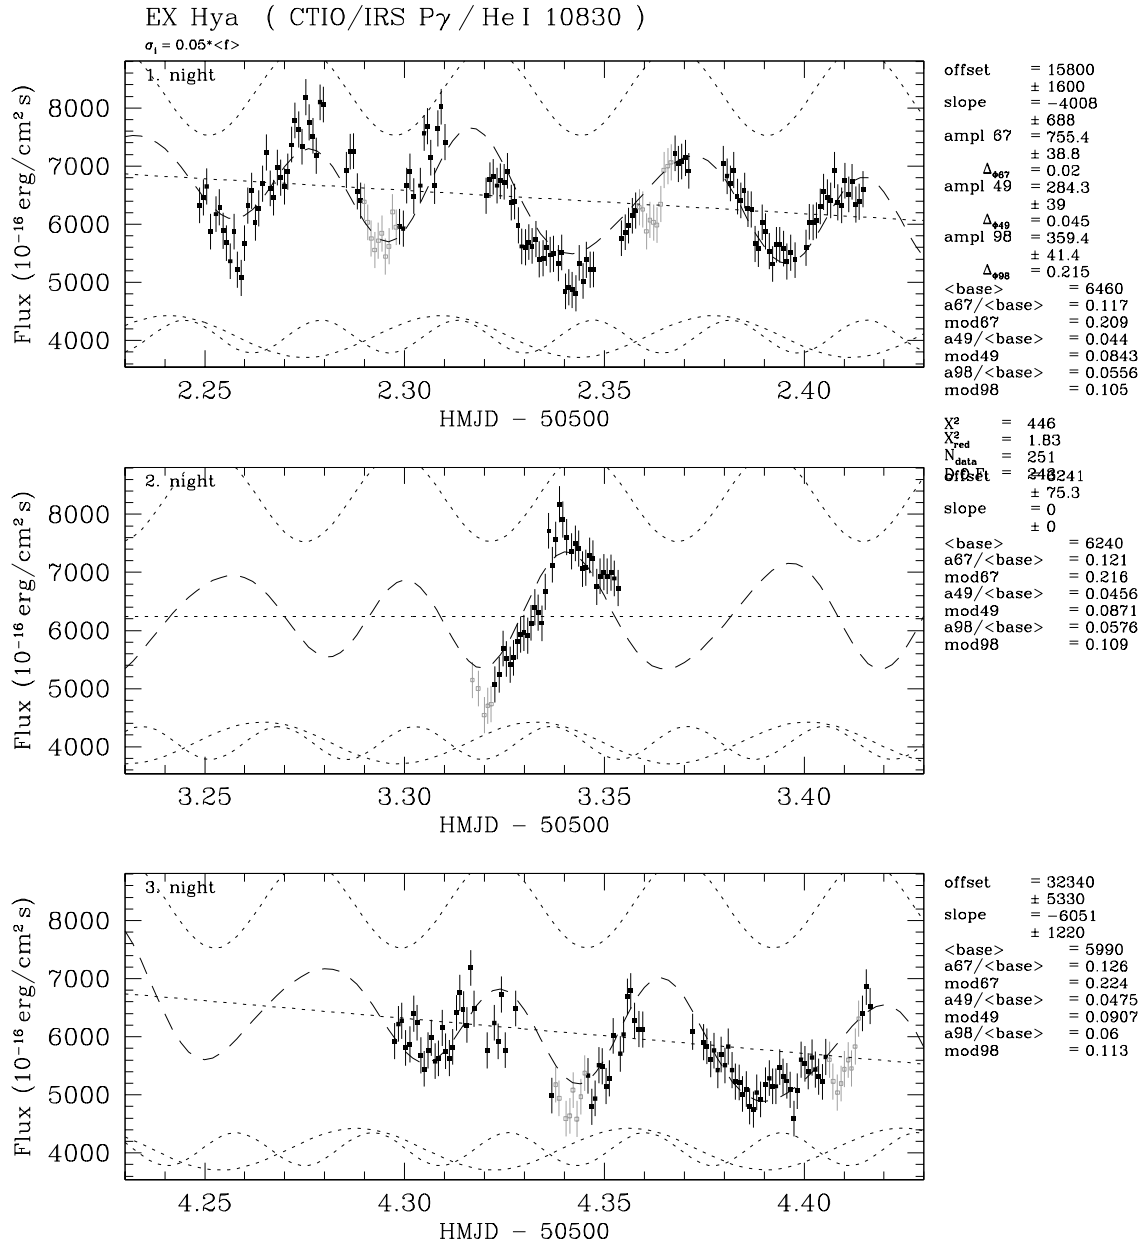 EX Hya ( CTIO/IRS Pγ / He I 10830 )
σᵢ = 0.05*<f>
1. night
8000
7000
6000
5000
4000
Flux (10⁻¹⁶ erg/cm² s)
2.25 2.30 2.35 2.40
HMJD − 50500
offset = 15800
± 1600
slope = −4008
± 688
ampl 67 = 755.4
± 38.8
Δϕ67 = 0.02
ampl 49 = 284.3
± 39
Δϕ49 = 0.045
ampl 98 = 359.4
± 41.4
Δϕ98 = 0.215
<base> = 6460
a67/<base> = 0.117
mod67 = 0.209
a49/<base> = 0.044
mod49 = 0.0843
a98/<base> = 0.0556
mod98 = 0.105
X² = 446
X²red = 1.83
Ndata = 251
2. night
8000
7000
6000
5000
4000
Flux (10⁻¹⁶ erg/cm² s)
3.25 3.30 3.35 3.40
HMJD − 50500
offset 6241
± 75.3
slope = 0
± 0
<base> = 6240
a67/<base> = 0.121
mod67 = 0.216
a49/<base> = 0.0456
mod49 = 0.0871
a98/<base> = 0.0576
mod98 = 0.109
3. night
8000
7000
6000
5000
4000
Flux (10⁻¹⁶ erg/cm² s)
4.25 4.30 4.35 4.40
HMJD − 50500
offset = 32340
± 5330
slope = −6051
± 1220
<base> = 5990
a67/<base> = 0.126
mod67 = 0.224
a49/<base> = 0.0475
mod49 = 0.0907
a98/<base> = 0.06
mod98 = 0.113